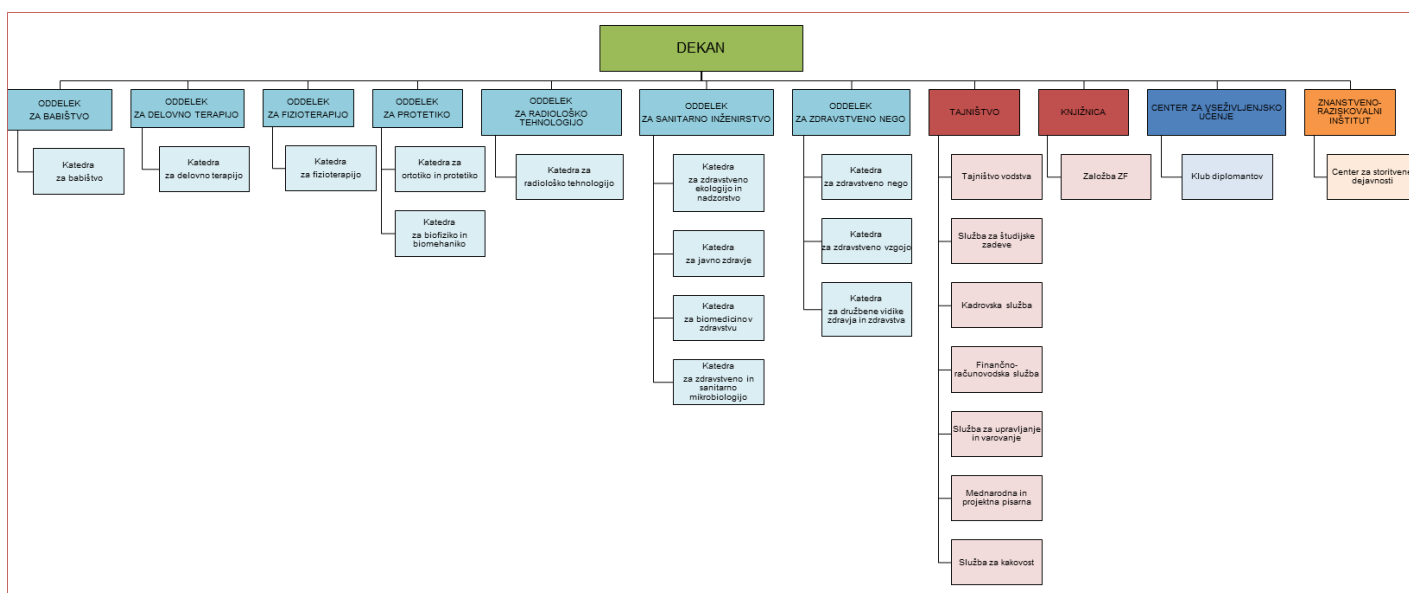 DEKAN
ODDELEK
ZA BABIŠTVO
ODDELEK
ZA DELOVNO TERAPIJO
ODDELEK
ZA FIZIOTERAPIJO
ODDELEK
ZA PROTETIKO
ODDELEK
ZA RADIOLOŠKO
TEHNOLOGIJO
ODDELEK
ZA SANITARNO INŽENIRSTVO
ODDELEK
ZA ZDRAVSTVENO NEGO
TAJNIŠTVO
KNJIŽNICA
CENTER ZA VSEŽIVLJENJSKO
UČENJE
ZNANSTVENO-
RAZISKOVALNI
INŠTITUT
Katedra
za babištvo
Katedra
za delovno terapijo
Katedra
za fizioterapijo
Katedra za
ortotiko in protetiko
Katedra za
radiološko tehnologijo
Katedra
za zdravstveno
ekologijo in
nadzorstvo
Katedra
za zdravstveno nego
Tajništvo vodstva
Založba ZF
Klub diplomantov
Center za storitvene
dejavnosti
Katedra
za biofiziko in
biomehaniko
Katedra
za javno zdravje
Katedra
za zdravstveno vzgojo
Služba za študijske
zadeve
Katedra
za biomedicino v
zdravstvu
Katedra
za družbene vidike
zdravja in zdravstva
Kadrovska služba
Katedra
za zdravstveno in
sanitarno
mikrobiologijo
Finančno-
računovodska služba
Služba za upravljanje
in varovanje
Mednarodna in
projektna pisarna
Služba za kakovost